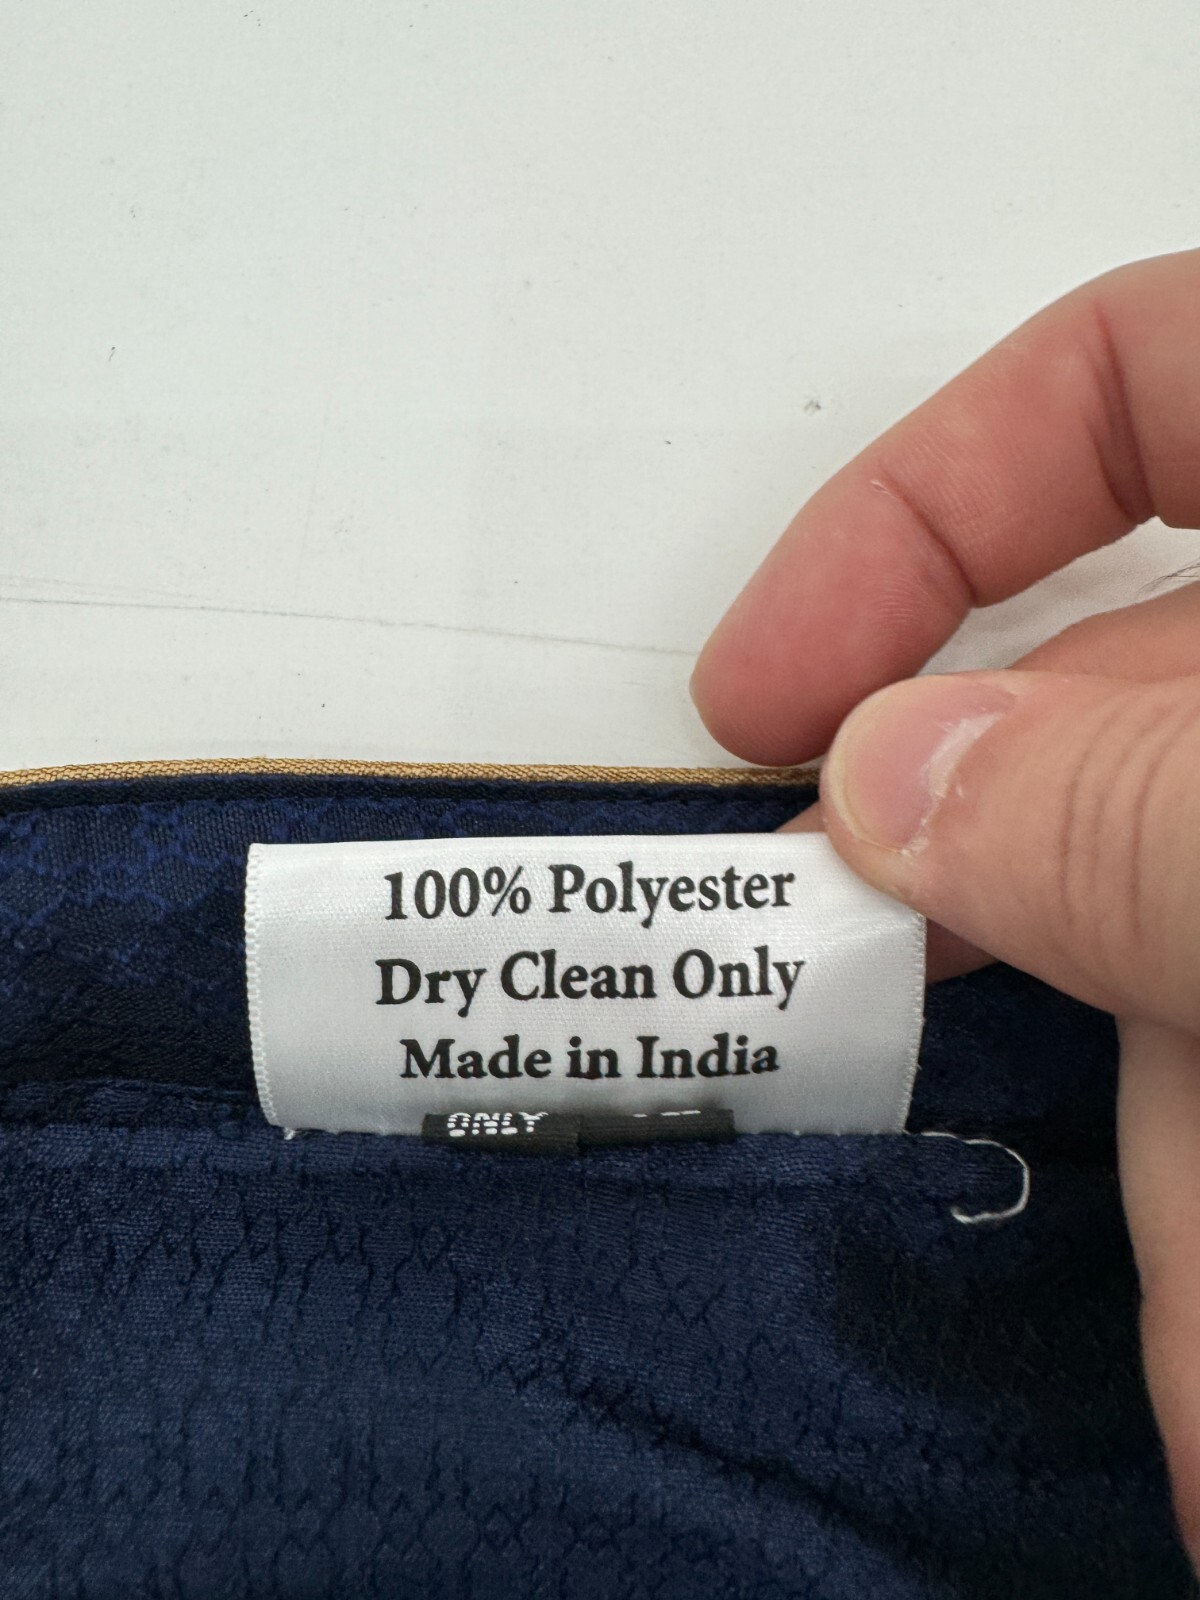 100% Polyester
Dry Clean Only
Made in India
ONLY